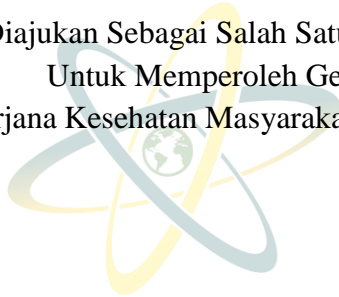 Diajukan Sebagai Salah Satu
Untuk Memperoleh Ge
rjana Kesehatan Masyaraka